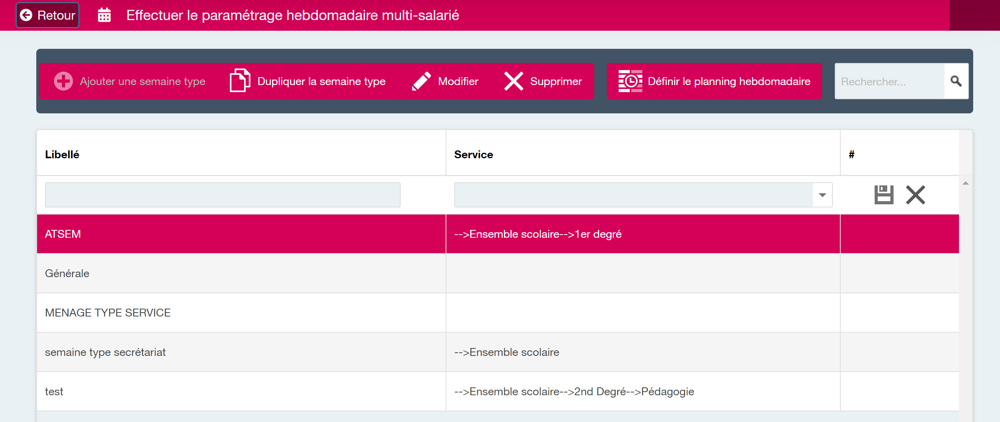 Retour Effectuer le paramétrage hebdomadaire multi-salarié
Ajouter une semaine type Dupliquer la semaine type Modifier Supprimer Définir le planning hebdomadaire Rechercher...
Libellé Service #
ATSEM -->Ensemble scolaire-->1er degré
Générale
MENAGE TYPE SERVICE
semaine type secrétariat -->Ensemble scolaire
test -->Ensemble scolaire-->2nd Degré-->Pédagogie